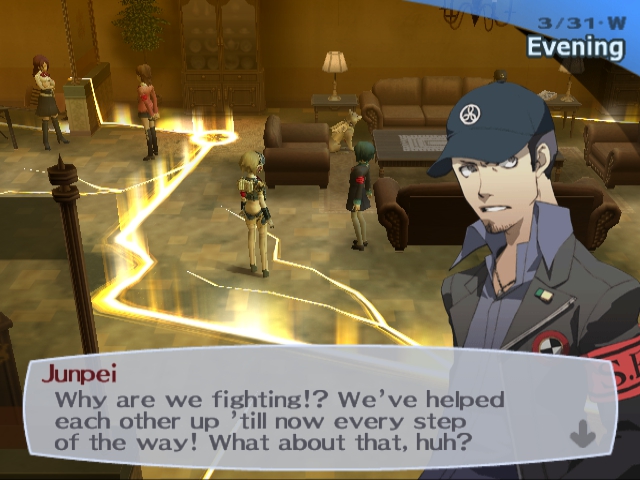 3/31·W
Evening
Junpei
Why are we fighting!? We've helped
each other up 'till now every step
of the way! What about that, huh?
S.